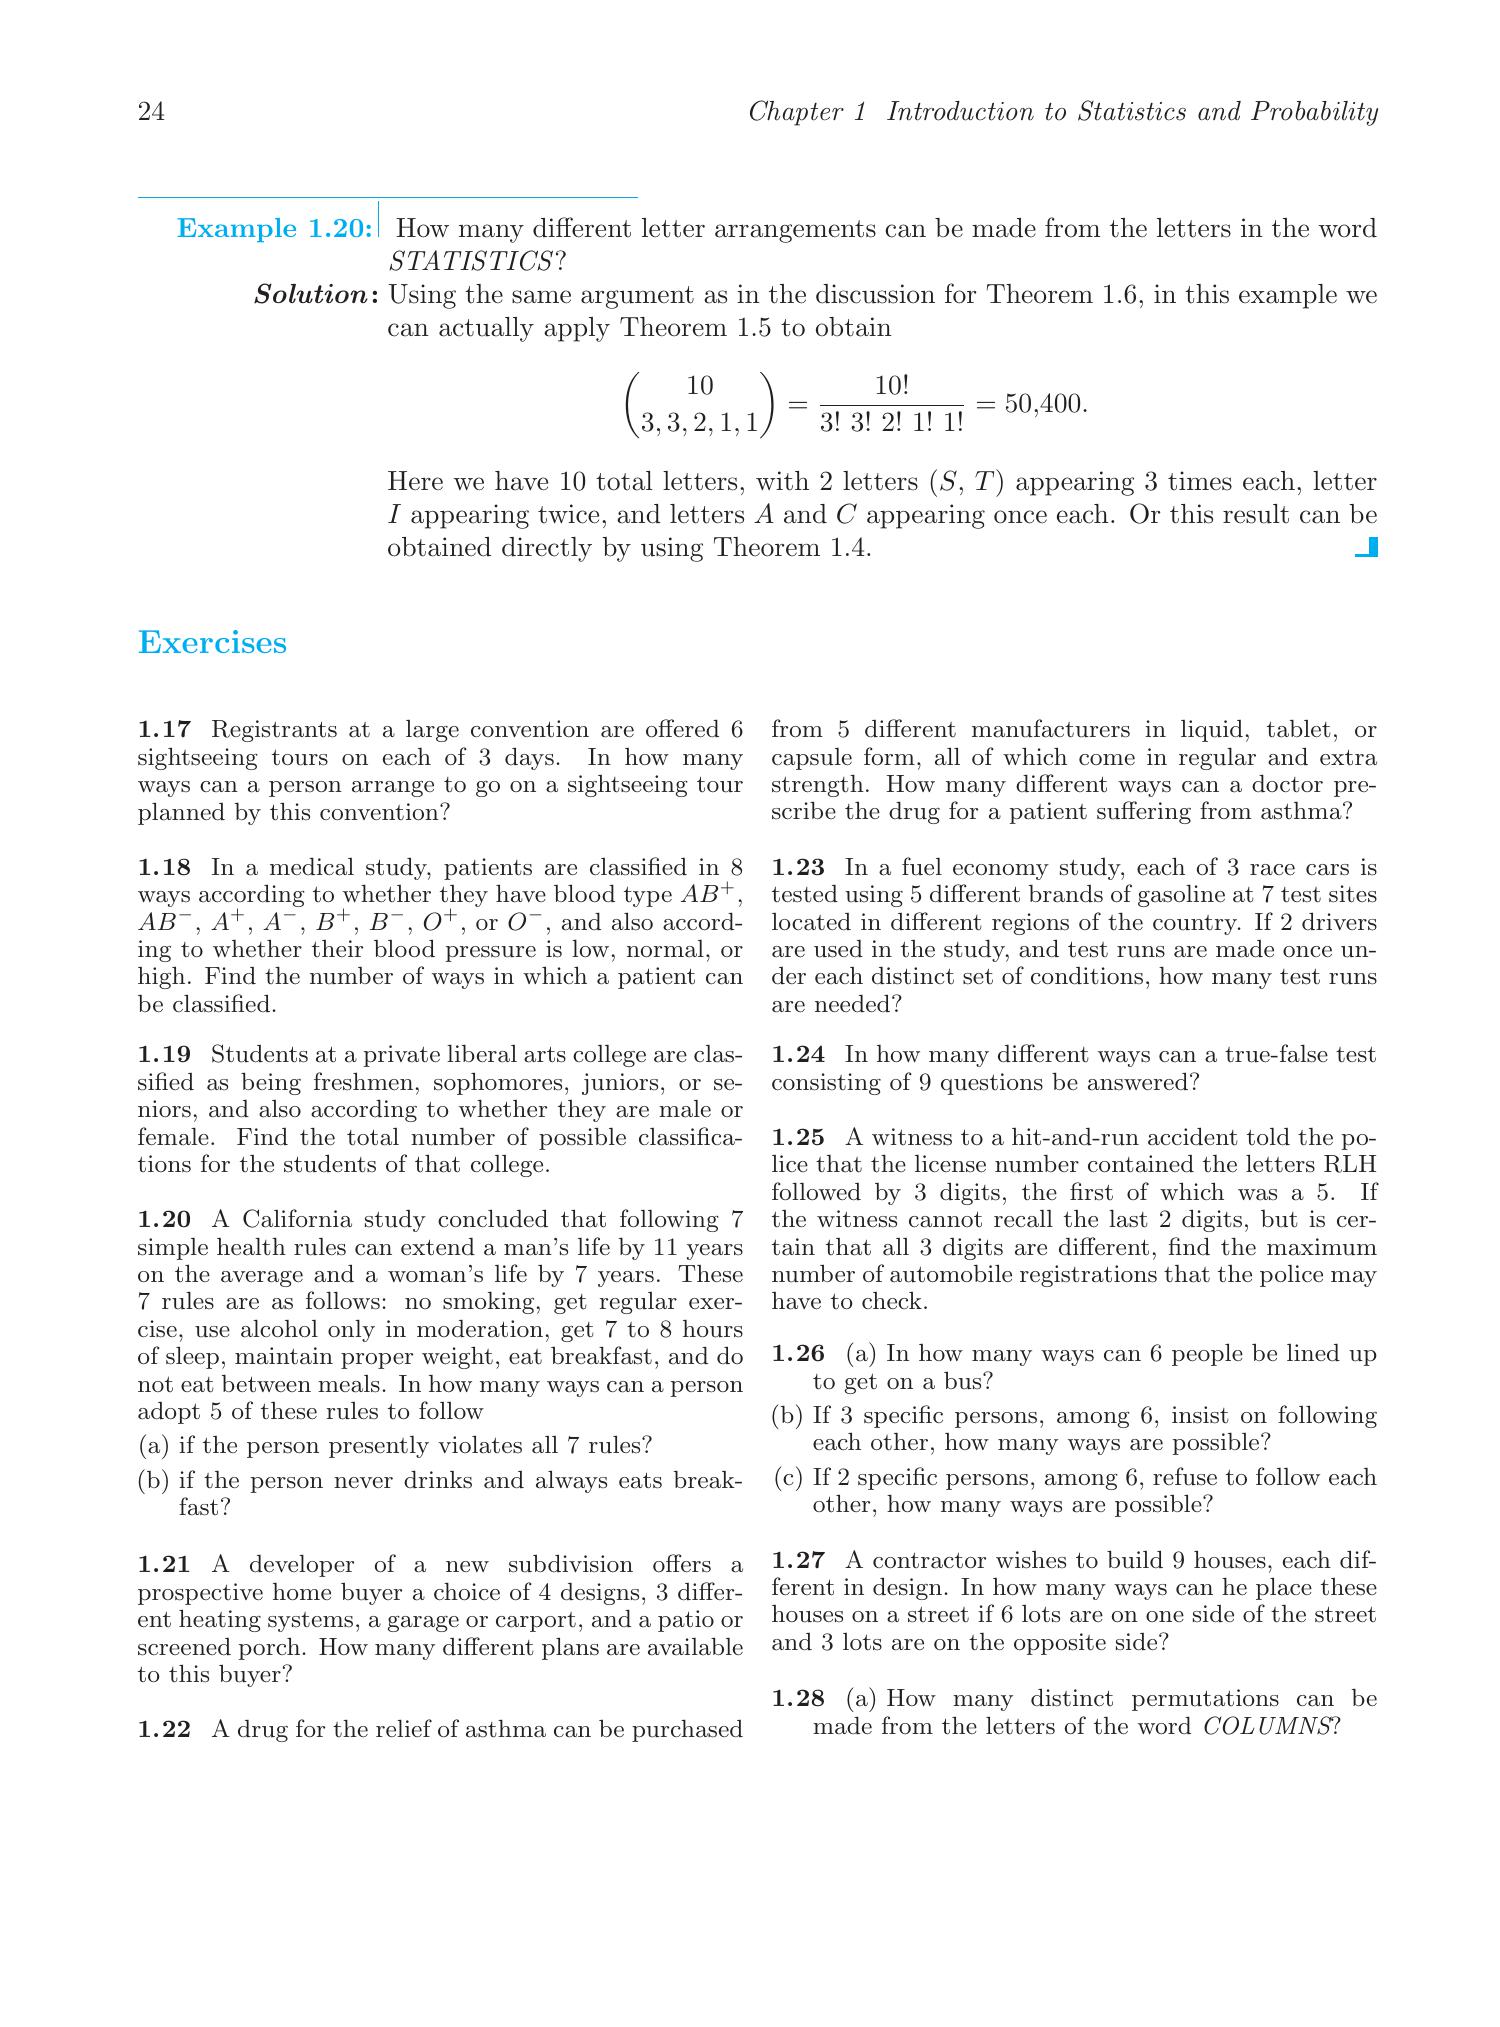 24
Chapter 1 Introduction to Statistics and Probability
Example 1.20: How many different letter arrangements can be made from the letters in the word
STATISTICS?
Solution: Using the same argument as in the discussion for Theorem 1.6, in this example we
can actually apply Theorem 1.5 to obtain
(10 / 3, 3, 2, 1, 1) = 10! / 3! 3! 2! 1! 1! = 50,400.
Here we have 10 total letters, with 2 letters (S, T) appearing 3 times each, letter
I appearing twice, and letters A and C appearing once each. Or this result can be
obtained directly by using Theorem 1.4.
Exercises
1.17 Registrants at a large convention are offered 6
sightseeing tours on each of 3 days. In how many
ways can a person arrange to go on a sightseeing tour
planned by this convention?
1.18 In a medical study, patients are classified in 8
ways according to whether they have blood type AB⁺,
AB⁻, A⁺, A⁻, B⁺, B⁻, O⁺, or O⁻, and also accord-
ing to whether their blood pressure is low, normal, or
high. Find the number of ways in which a patient can
be classified.
1.19 Students at a private liberal arts college are clas-
sified as being freshmen, sophomores, juniors, or se-
niors, and also according to whether they are male or
female. Find the total number of possible classifica-
tions for the students of that college.
1.20 A California study concluded that following 7
simple health rules can extend a man's life by 11 years
on the average and a woman's life by 7 years. These
7 rules are as follows: no smoking, get regular exer-
cise, use alcohol only in moderation, get 7 to 8 hours
of sleep, maintain proper weight, eat breakfast, and do
not eat between meals. In how many ways can a person
adopt 5 of these rules to follow
(a) if the person presently violates all 7 rules?
(b) if the person never drinks and always eats break-
fast?
1.21 A developer of a new subdivision offers a
prospective home buyer a choice of 4 designs, 3 differ-
ent heating systems, a garage or carport, and a patio or
screened porch. How many different plans are available
to this buyer?
1.22 A drug for the relief of asthma can be purchased
from 5 different manufacturers in liquid, tablet, or
capsule form, all of which come in regular and extra
strength. How many different ways can a doctor pre-
scribe the drug for a patient suffering from asthma?
1.23 In a fuel economy study, each of 3 race cars is
tested using 5 different brands of gasoline at 7 test sites
located in different regions of the country. If 2 drivers
are used in the study, and test runs are made once un-
der each distinct set of conditions, how many test runs
are needed?
1.24 In how many different ways can a true-false test
consisting of 9 questions be answered?
1.25 A witness to a hit-and-run accident told the po-
lice that the license number contained the letters RLH
followed by 3 digits, the first of which was a 5. If
the witness cannot recall the last 2 digits, but is cer-
tain that all 3 digits are different, find the maximum
number of automobile registrations that the police may
have to check.
1.26 (a) In how many ways can 6 people be lined up
to get on a bus?
(b) If 3 specific persons, among 6, insist on following
each other, how many ways are possible?
(c) If 2 specific persons, among 6, refuse to follow each
other, how many ways are possible?
1.27 A contractor wishes to build 9 houses, each dif-
ferent in design. In how many ways can he place these
houses on a street if 6 lots are on one side of the street
and 3 lots are on the opposite side?
1.28 (a) How many distinct permutations can be
made from the letters of the word COLUMNS?